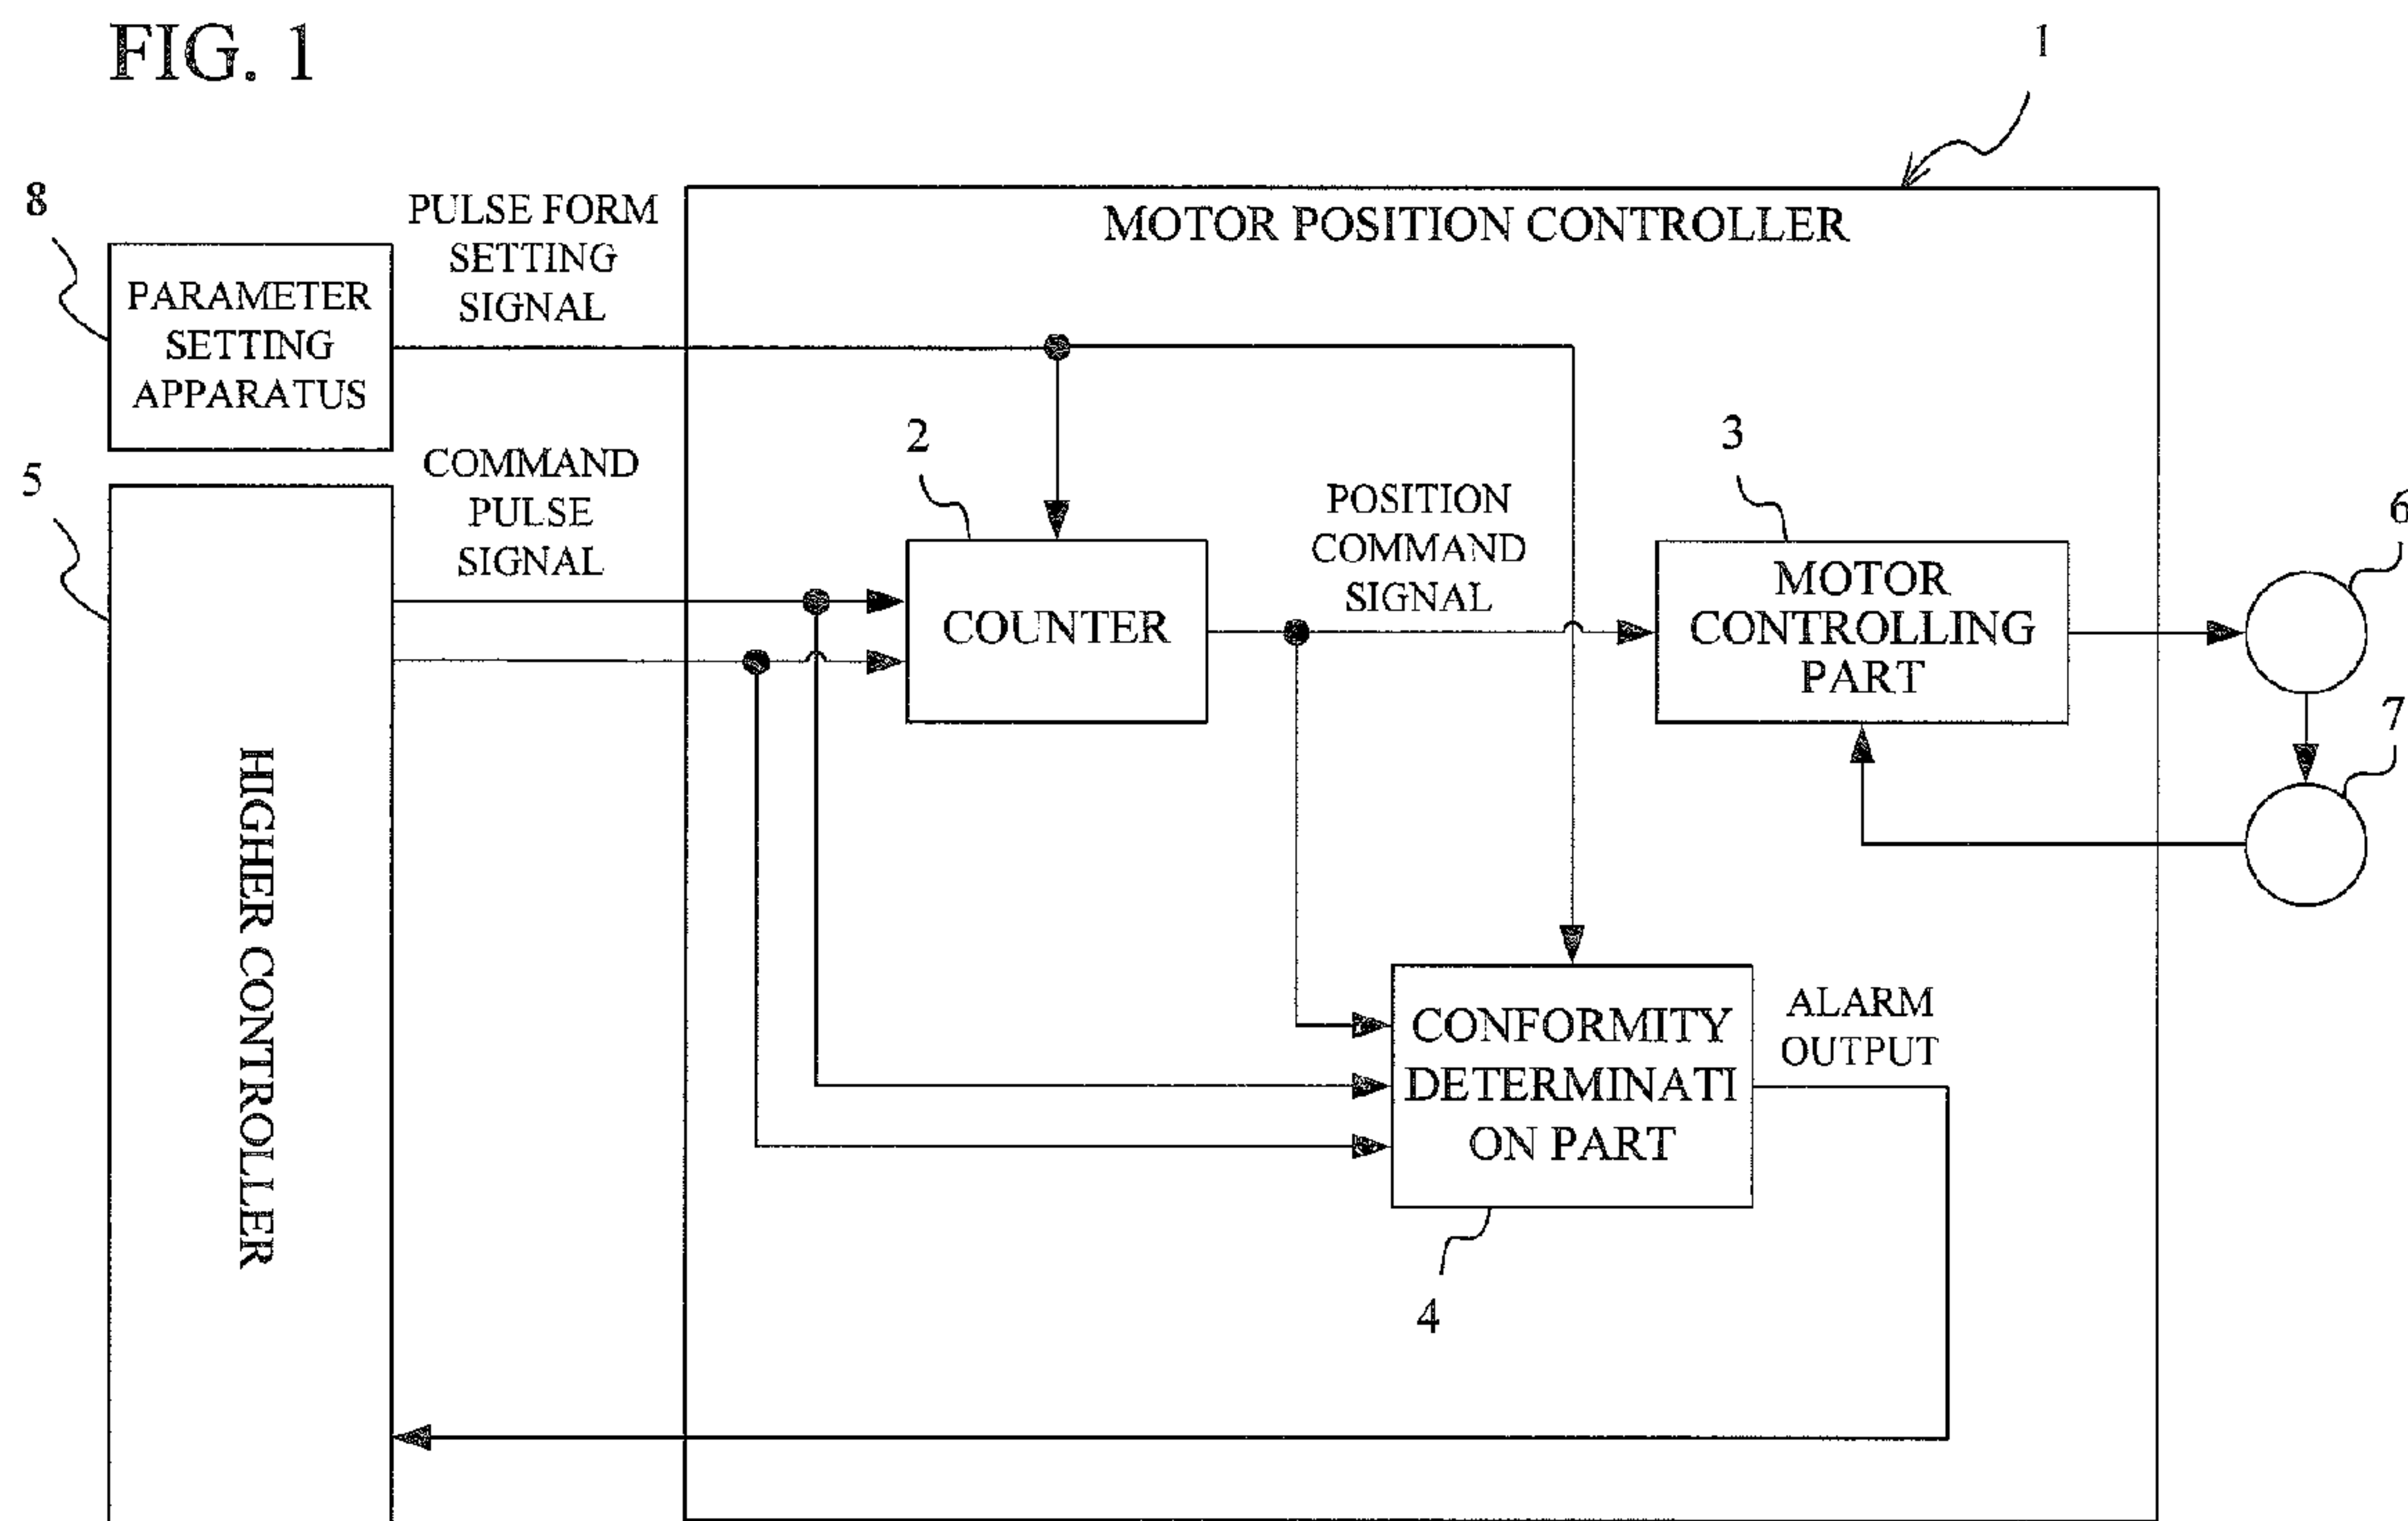 FIG. 1
1
8
PULSE FORM
SETTING
SIGNAL
MOTOR POSITION CONTROLLER
PARAMETER
SETTING
APPARATUS
5
COMMAND
PULSE
SIGNAL
2
COUNTER
POSITION
COMMAND
SIGNAL
3
MOTOR
CONTROLLING
PART
6
7
HIGHER CONTROLLER
CONFORMITY
DETERMINATI
ON PART
ALARM
OUTPUT
4